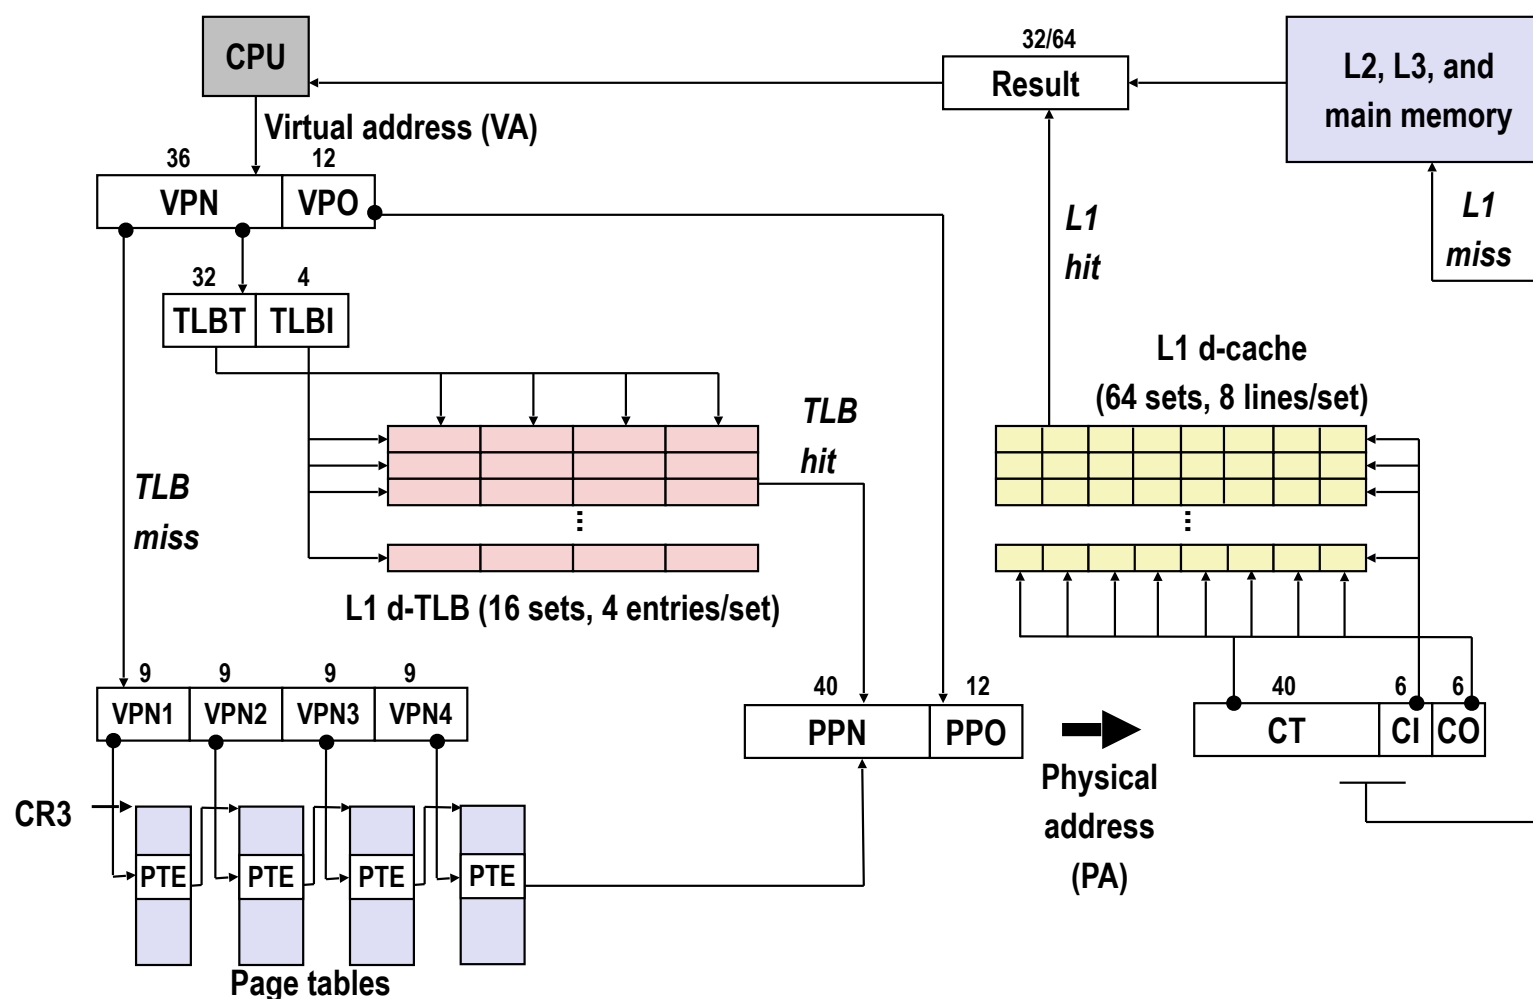 CPU
32/64
Result
L2, L3, and
main memory
Virtual address (VA)
36
12
VPN
VPO
L1
hit
L1
miss
32
4
TLBT
TLBI
L1 d-cache
(64 sets, 8 lines/set)
TLB
hit
TLB
miss
...
...
L1 d-TLB (16 sets, 4 entries/set)
9
9
9
9
VPN1
VPN2
VPN3
VPN4
40
12
PPN
PPO
40
6
6
CT
CI
CO
Physical
address
(PA)
CR3
PTE
PTE
PTE
PTE
Page tables